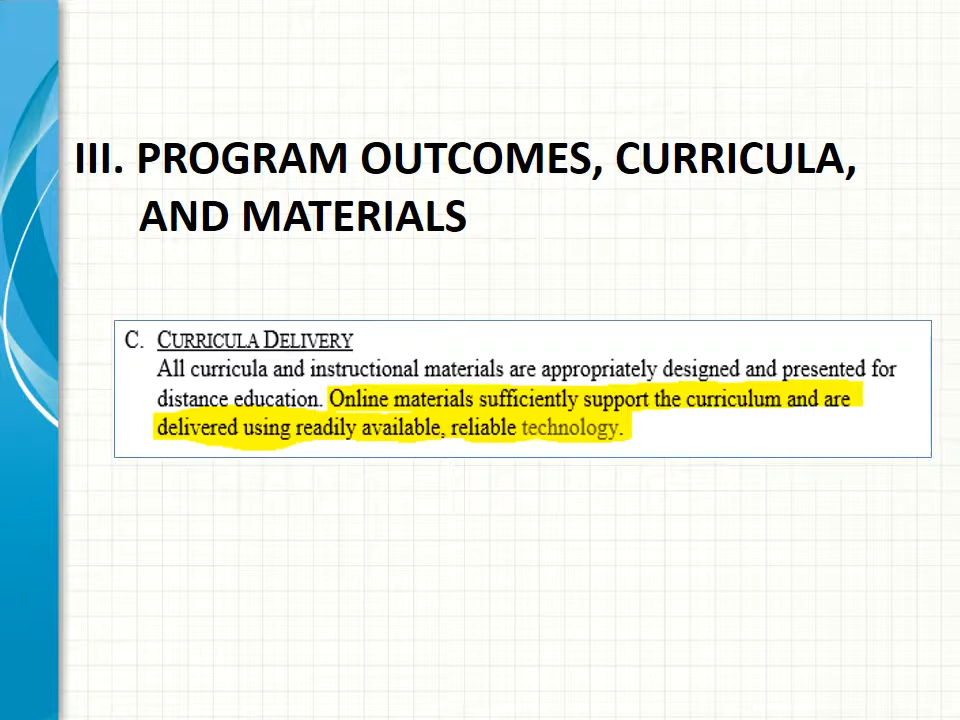 III. PROGRAM OUTCOMES, CURRICULA,
AND MATERIALS
C. CURRICULA DELIVERY
All curricula and instructional materials are appropriately designed and presented for
distance education. Online materials sufficiently support the curriculum and are
delivered using readily available, reliable technology.